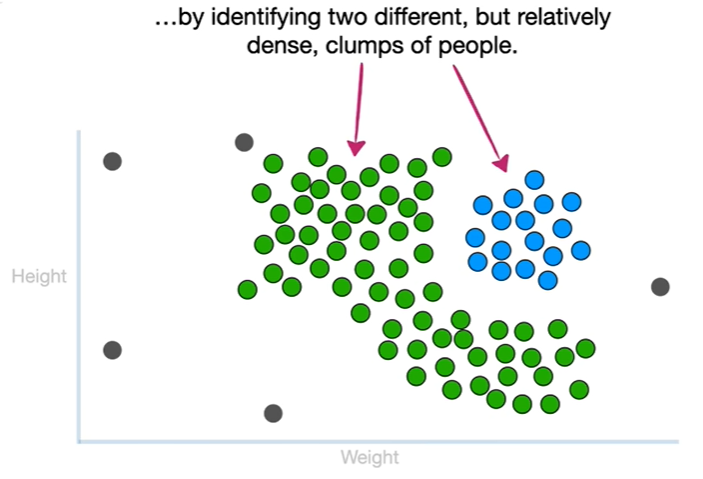 ...by identifying two different, but relatively
dense, clumps of people.
Height
Weight